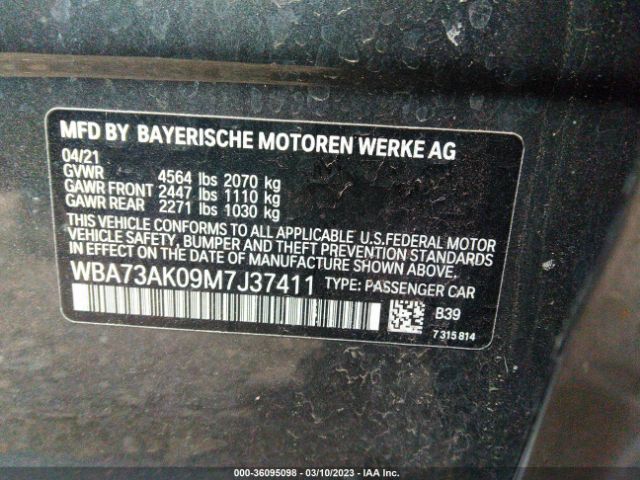 MFD BY BAYERISCHE MOTOREN WERKE AG
04/21
GVWR 4564 lbs 2070 kg
GAWR FRONT 2447 lbs 1110 kg
GAWR REAR 2271 lbs 1030 kg
THIS VEHICLE CONFORMS TO ALL APPLICABLE U.S.FEDERAL MOTOR
VEHICLE SAFETY, BUMPER AND THEFT PREVENTION STANDARDS
IN EFFECT ON THE DATE OF MANUFACTURE SHOWN ABOVE.
WBA73AK09M7J37411 TYPE: PASSENGER CAR
B39
7 315 814
000-36095098 — 03/10/2023 — IAA Inc.